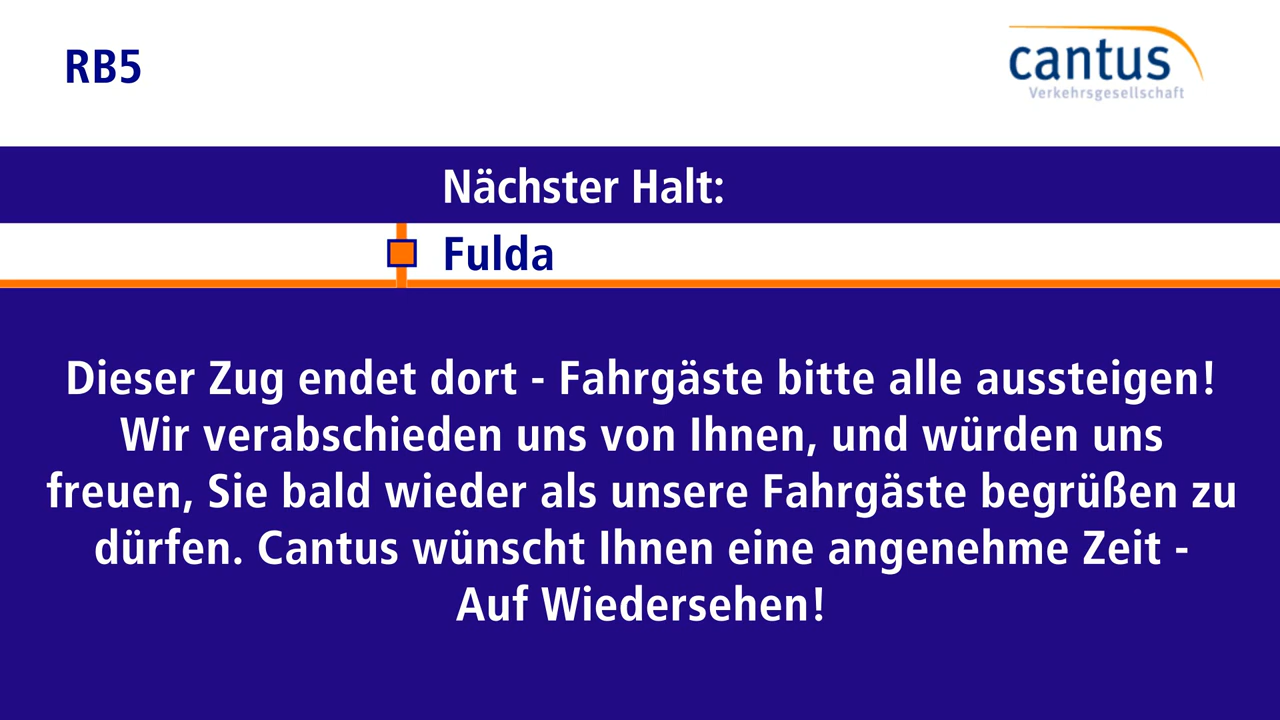 RB5
cantus
Verkehrsgesellschaft
Nächster Halt:
Fulda
Dieser Zug endet dort - Fahrgäste bitte alle aussteigen!
Wir verabschieden uns von Ihnen, und würden uns
freuen, Sie bald wieder als unsere Fahrgäste begrüßen zu
dürfen. Cantus wünscht Ihnen eine angenehme Zeit -
Auf Wiedersehen!